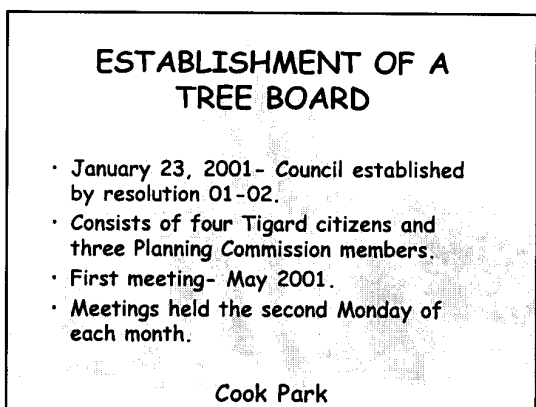 ESTABLISHMENT OF A
TREE BOARD
· January 23, 2001- Council established
by resolution 01-02.
· Consists of four Tigard citizens and
three Planning Commission members.
· First meeting- May 2001.
· Meetings held the second Monday of
each month.
Cook Park